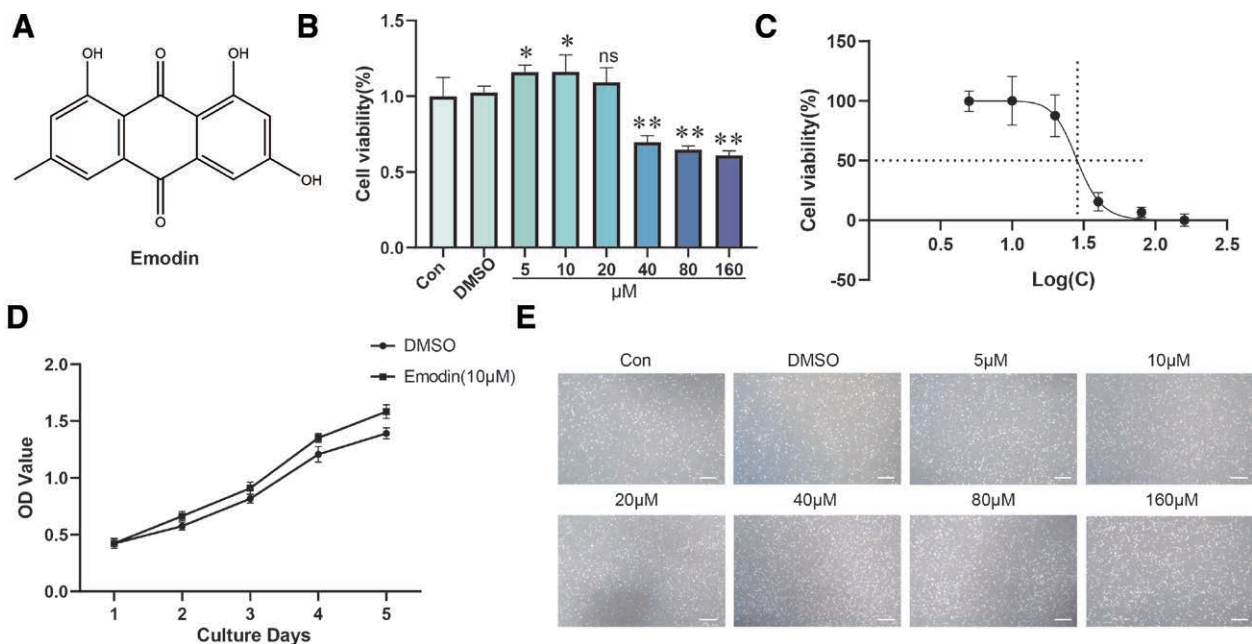 A
OH
O
OH
OH
O
Emodin
B
Cell viability(%)
1.5
1.0
0.5
0.0
*
*
ns
**
**
**
Con
DMSO
5
10
20
40
80
160
µM
C
Cell viability(%)
150
100
50
0
-50
0.5
1.0
1.5
2.0
2.5
Log(C)
D
DMSO
Emodin(10µM)
OD Value
2.0
1.5
1.0
0.5
0.0
1
2
3
4
5
Culture Days
E
Con
DMSO
5µM
10µM
20µM
40µM
80µM
160µM